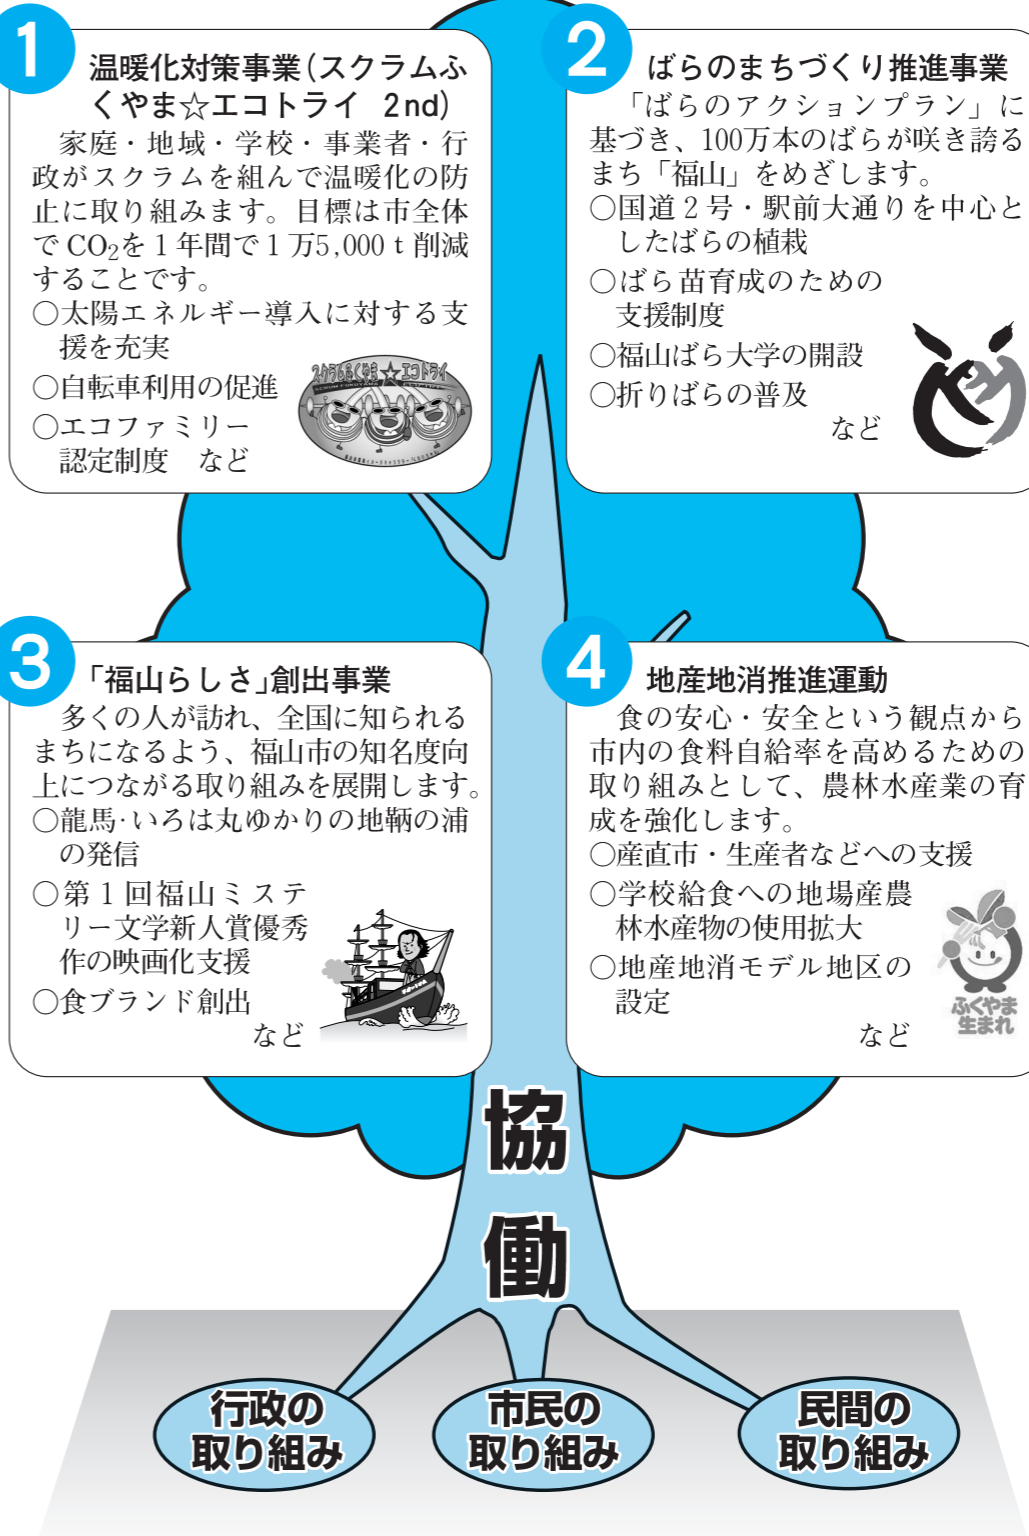 1
温暖化対策事業(スクラムふ
くやま☆エコトライ 2nd)
家庭・地域・学校・事業者・行
政がスクラムを組んで温暖化の防
止に取り組みます。目標は市全体
でCO₂を1年間で1万5,000t削減
することです。
○太陽エネルギー導入に対する支
援を充実
○自転車利用の促進
○エコファミリー
認定制度 など
スクラムふくやま☆エコトライ
2
ばらのまちづくり推進事業
「ばらのアクションプラン」に
基づき、100万本のばらが咲き誇る
まち「福山」をめざします。
○国道2号・駅前大通りを中心と
したばらの植栽
○ばら苗育成のための
支援制度
○福山ばら大学の開設
○折りばらの普及
など
3
「福山らしさ」創出事業
多くの人が訪れ、全国に知られる
まちになるよう、福山市の知名度向
上につながる取り組みを展開します。
○龍馬・いろは丸ゆかりの地鞆の浦
の発信
○第1回福山ミステ
リー文学新人賞優秀
作の映画化支援
○食ブランド創出
など
4
地産地消推進運動
食の安心・安全という観点から
市内の食料自給率を高めるための
取り組みとして、農林水産業の育
成を強化します。
○産直市・生産者などへの支援
○学校給食への地場産農
林水産物の使用拡大
○地産地消モデル地区の
設定
など
ふくやま
生まれ
協
働
行政の
取り組み
市民の
取り組み
民間の
取り組み